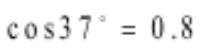 cos37° = 0.8